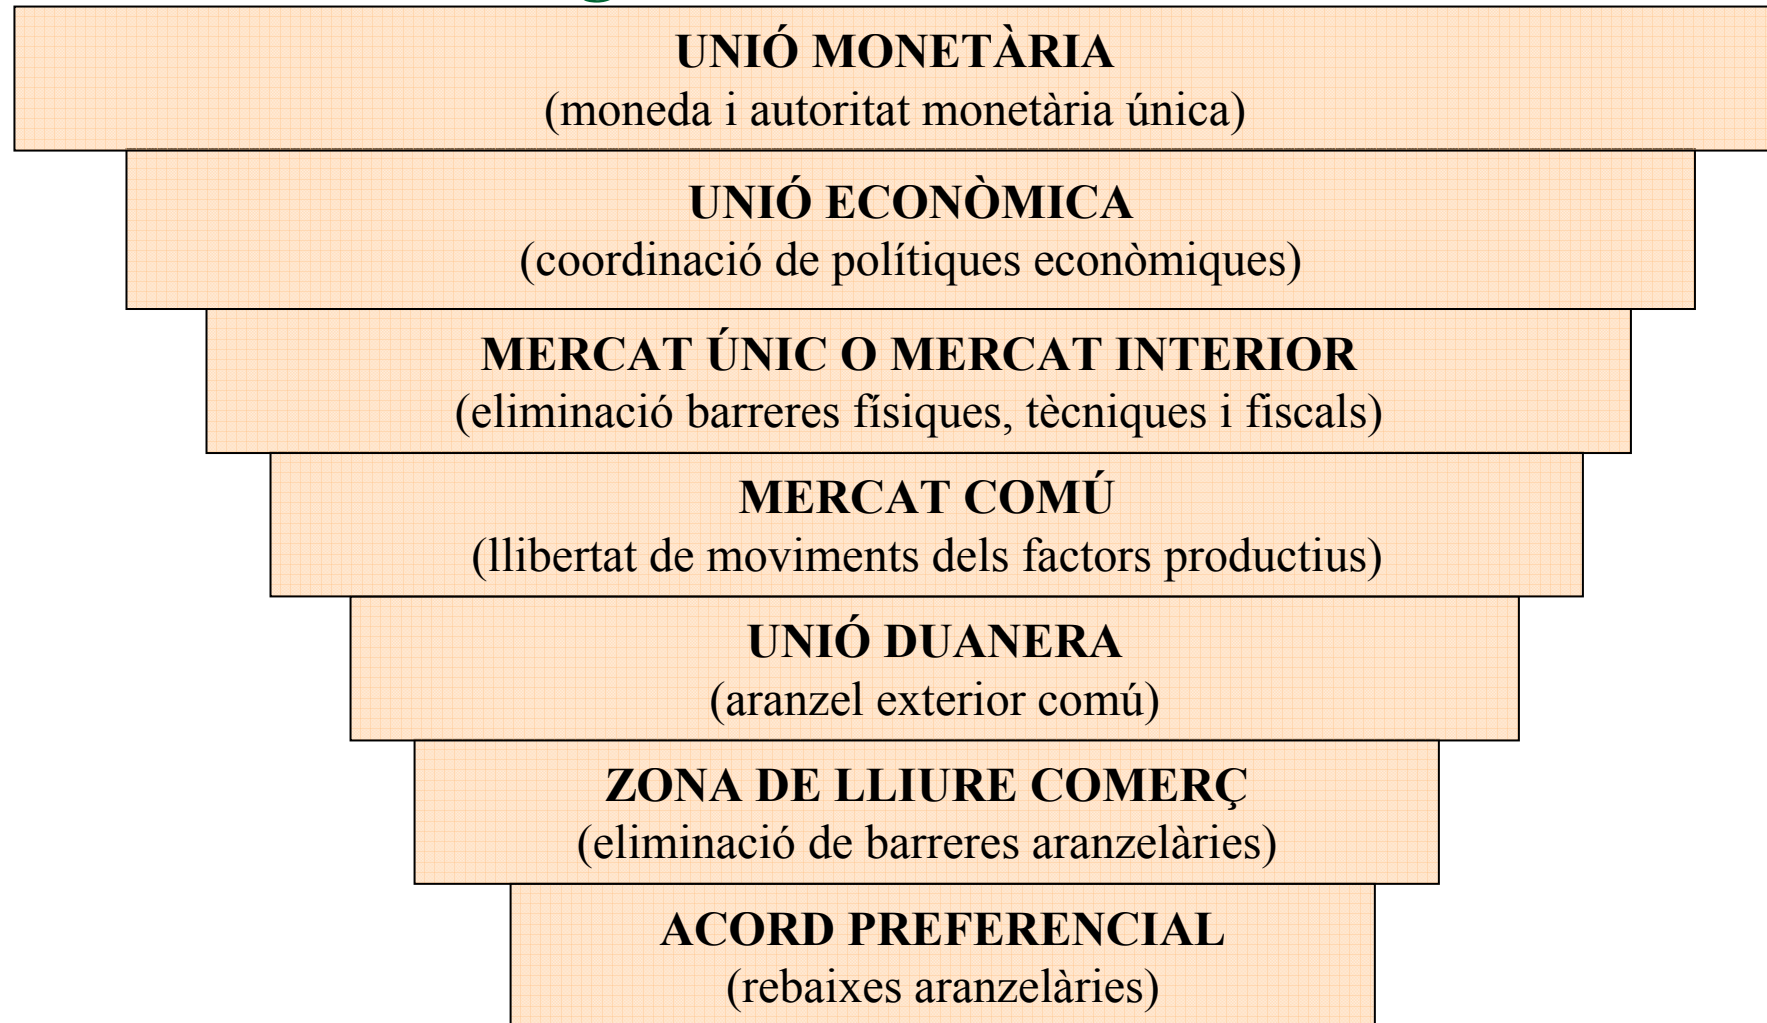 UNIÓ MONETÀRIA
(moneda i autoritat monetària única)
UNIÓ ECONÒMICA
(coordinació de polítiques econòmiques)
MERCAT ÚNIC O MERCAT INTERIOR
(eliminació barreres físiques, tècniques i fiscals)
MERCAT COMÚ
(llibertat de moviments dels factors productius)
UNIÓ DUANERA
(aranzel exterior comú)
ZONA DE LLIURE COMERÇ
(eliminació de barreres aranzelàries)
ACORD PREFERENCIAL
(rebaixes aranzelàries)